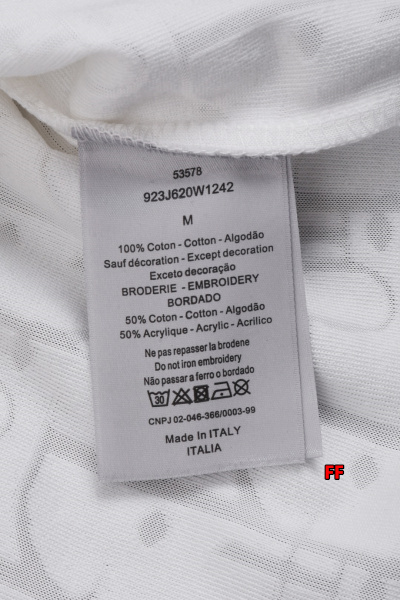 53578
923J620W1242
M
100% Coton - Cotton - Algodão
Sauf décoration - Except decoration
Exceto decoração
BRODERIE - EMBROIDERY
BORDADO
50% Coton - Cotton - Algodão
50% Acrylique - Acrylic - Acrilico
Ne pas repasser la brodene
Do not iron embroidery
Não passar a ferro o bordado
30
CNPJ 02-046-366/0003-99
Made in ITALY
ITALIA
FF